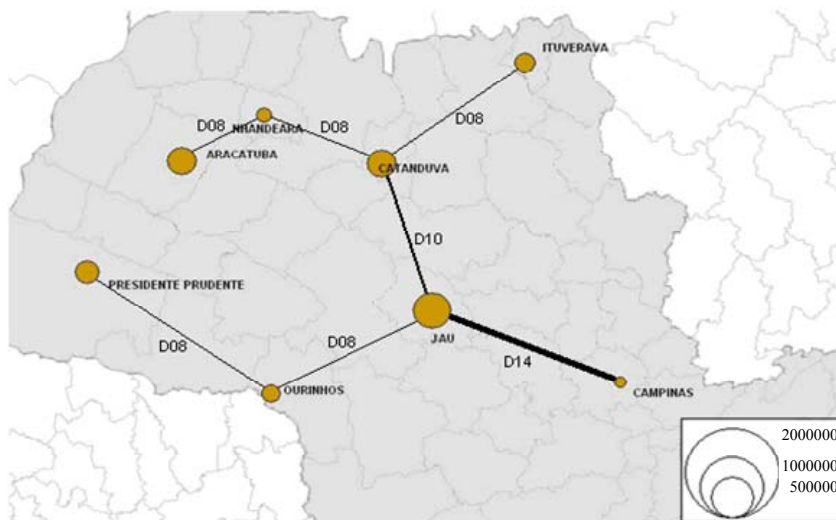 ITUVERAVA
D08
D08
D08
NHANDEARA
ARACATUBA
CATANDUVA
D10
PRESIDENTE PRUDENTE
D08
D08
JAU
D14
OURINHOS
CAMPINAS
2000000
1000000
500000